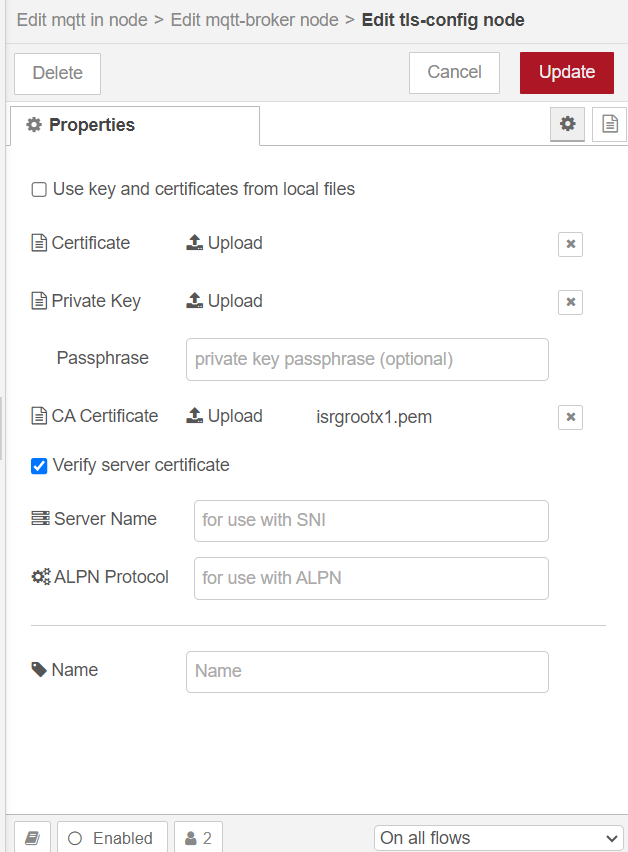 Edit mqtt in node > Edit mqtt-broker node > Edit tls-config node
Delete
Cancel
Update
Properties
Use key and certificates from local files
Certificate
Upload
Private Key
Upload
Passphrase
private key passphrase (optional)
CA Certificate
Upload
isrgrootx1.pem
Verify server certificate
Server Name
for use with SNI
ALPN Protocol
for use with ALPN
Name
Name
Enabled
2
On all flows